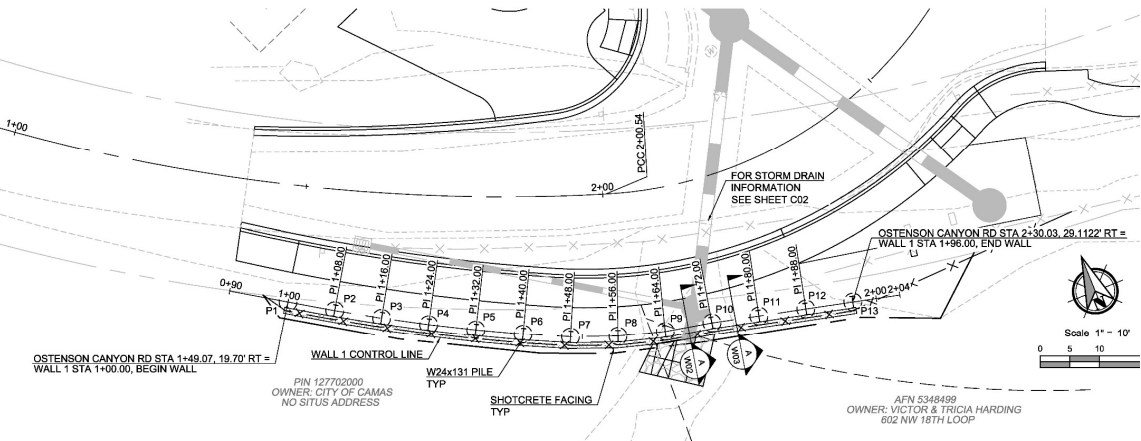 1+00
PCC 2+00.54
2+00
FOR STORM DRAIN
INFORMATION
SEE SHEET C02
OSTENSON CANYON RD STA 2+30.03, 29.1122' RT =
WALL 1 STA 1+96.00, END WALL
0+90
1+00
PI 1+08.00
PI 1+16.00
PI 1+24.00
PI 1+32.00
PI 1+40.00
PI 1+48.00
PI 1+56.00
PI 1+64.00
PI 1+72.00
PI 1+80.00
PI 1+88.00
2+00
2+04
P1
P2
P3
P4
P5
P6
P7
P8
P9
P10
P11
P12
P13
A
W02
A
W03
N
Scale 1" - 10'
0 5 10
OSTENSON CANYON RD STA 1+49.07, 19.70' RT =
WALL 1 STA 1+00.00, BEGIN WALL
WALL 1 CONTROL LINE
W24x131 PILE
TYP
SHOTCRETE FACING
TYP
PIN 127702000
OWNER: CITY OF CAMAS
NO SITUS ADDRESS
AFN 5348499
OWNER: VICTOR & TRICIA HARDING
602 NW 18TH LOOP